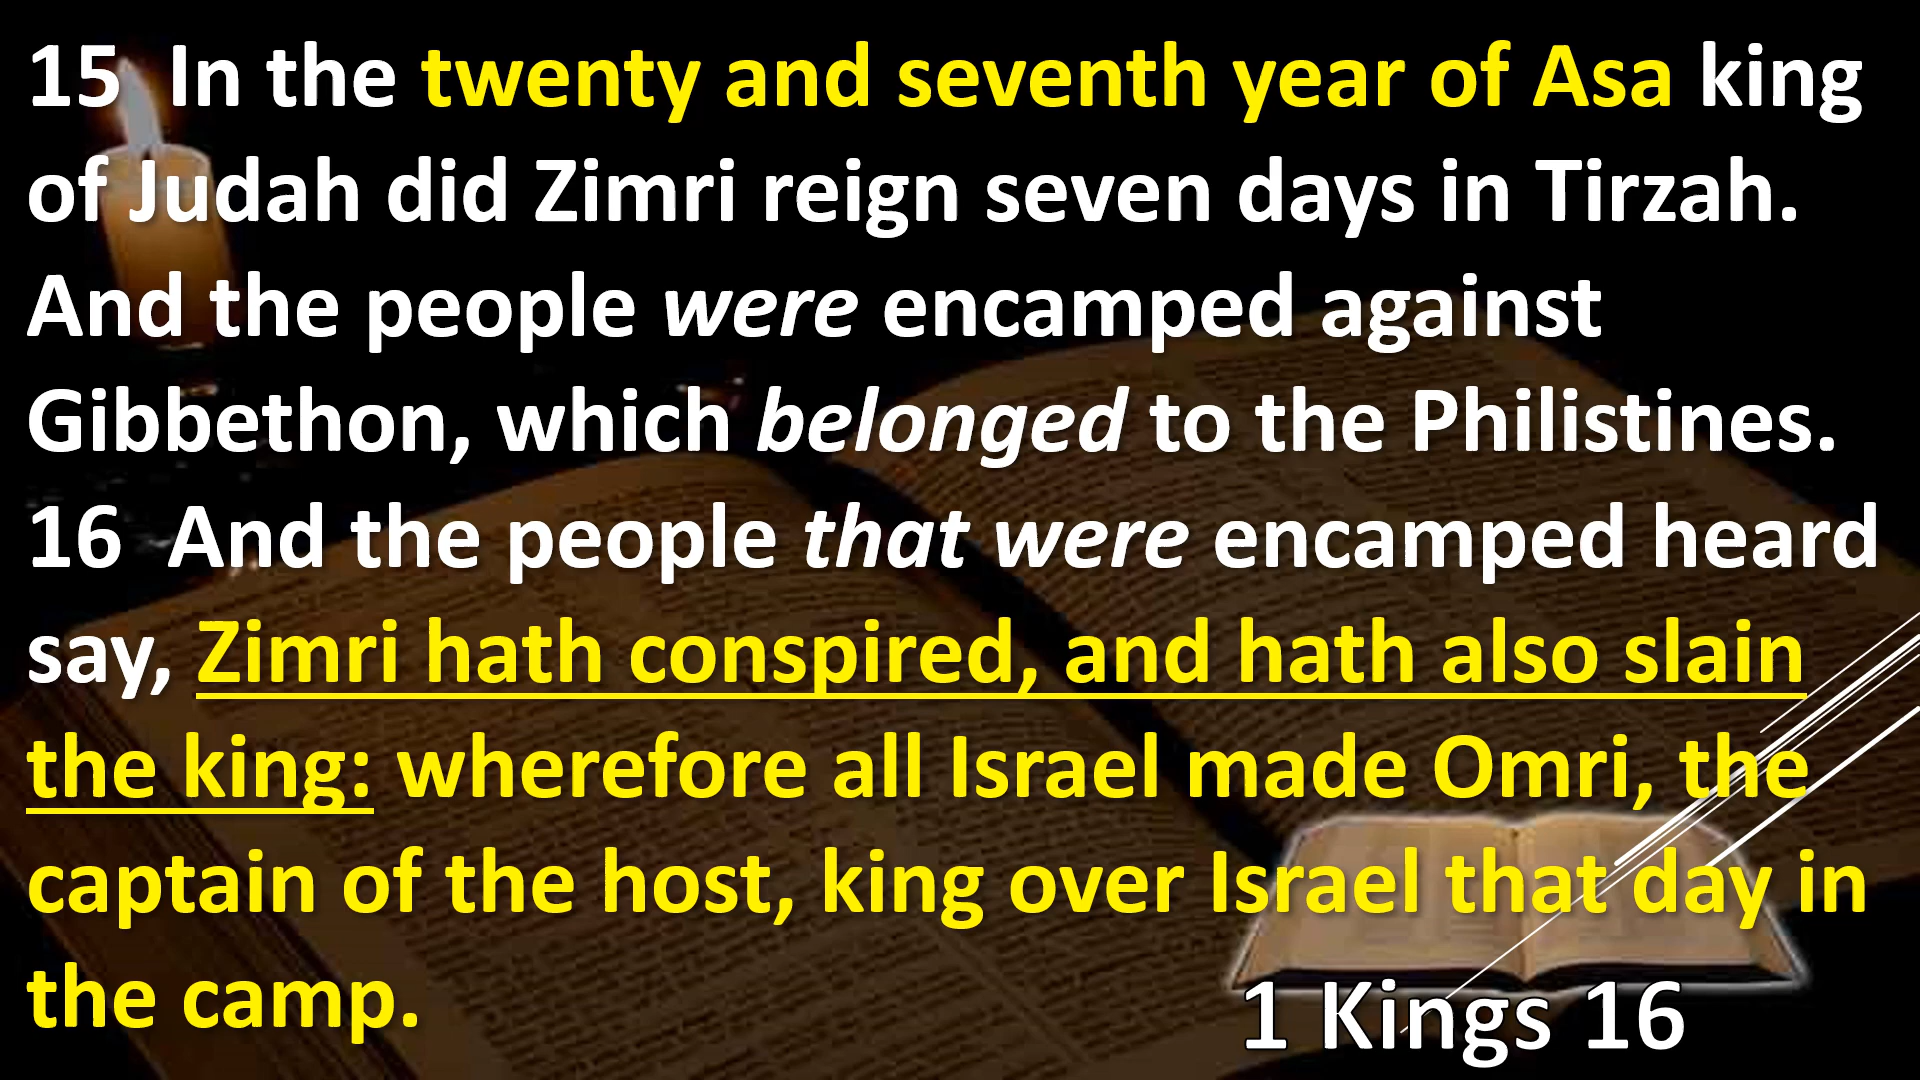 15 In the twenty and seventh year of Asa king
of Judah did Zimri reign seven days in Tirzah.
And the people were encamped against
Gibbethon, which belonged to the Philistines.
16 And the people that were encamped heard
say, Zimri hath conspired, and hath also slain
the king: wherefore all Israel made Omri, the
captain of the host, king over Israel that day in
the camp.
1 Kings 16